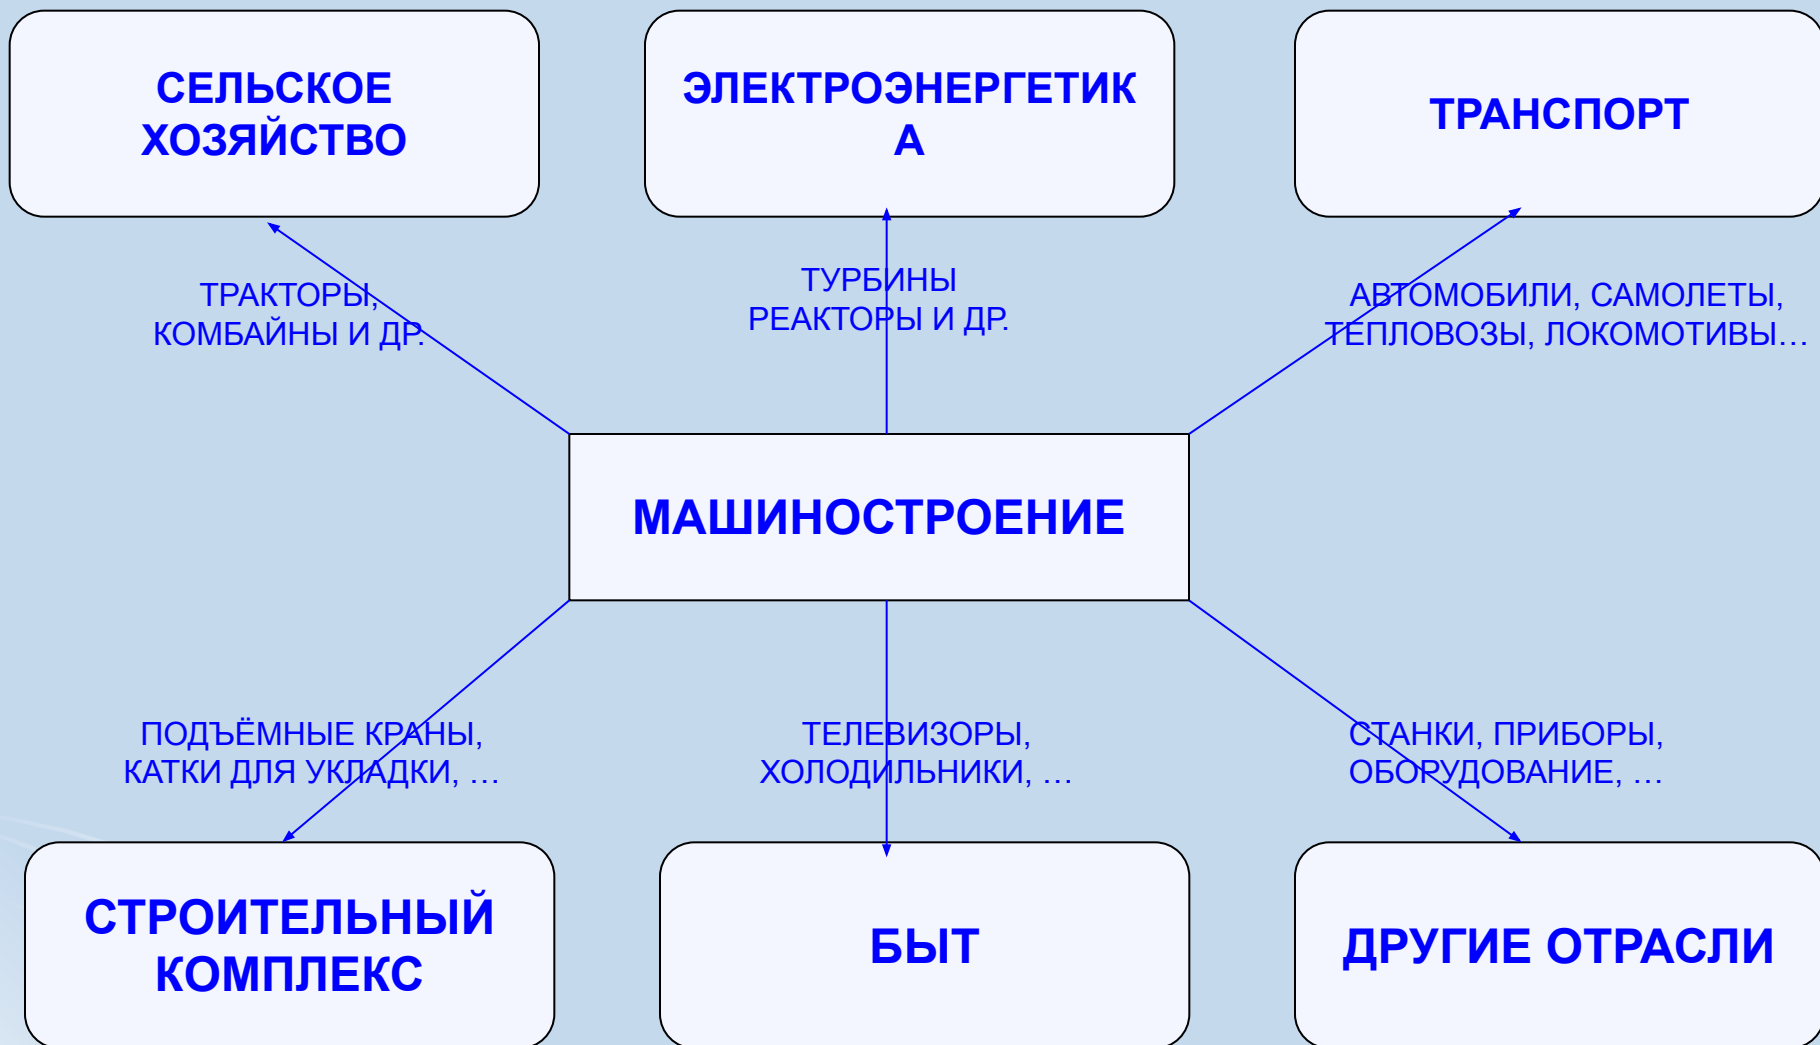 СЕЛЬСКОЕ
ХОЗЯЙСТВО
ЭЛЕКТРОЭНЕРГЕТИК
А
ТРАНСПОРТ
ТРАКТОРЫ,
КОМБАЙНЫ И ДР.
ТУРБИНЫ
РЕАКТОРЫ И ДР.
АВТОМОБИЛИ, САМОЛЕТЫ,
ТЕПЛОВОЗЫ, ЛОКОМОТИВЫ…
МАШИНОСТРОЕНИЕ
ПОДЪЁМНЫЕ КРАНЫ,
КАТКИ ДЛЯ УКЛАДКИ, …
ТЕЛЕВИЗОРЫ,
ХОЛОДИЛЬНИКИ, …
СТАНКИ, ПРИБОРЫ,
ОБОРУДОВАНИЕ, …
СТРОИТЕЛЬНЫЙ
КОМПЛЕКС
БЫТ
ДРУГИЕ ОТРАСЛИ